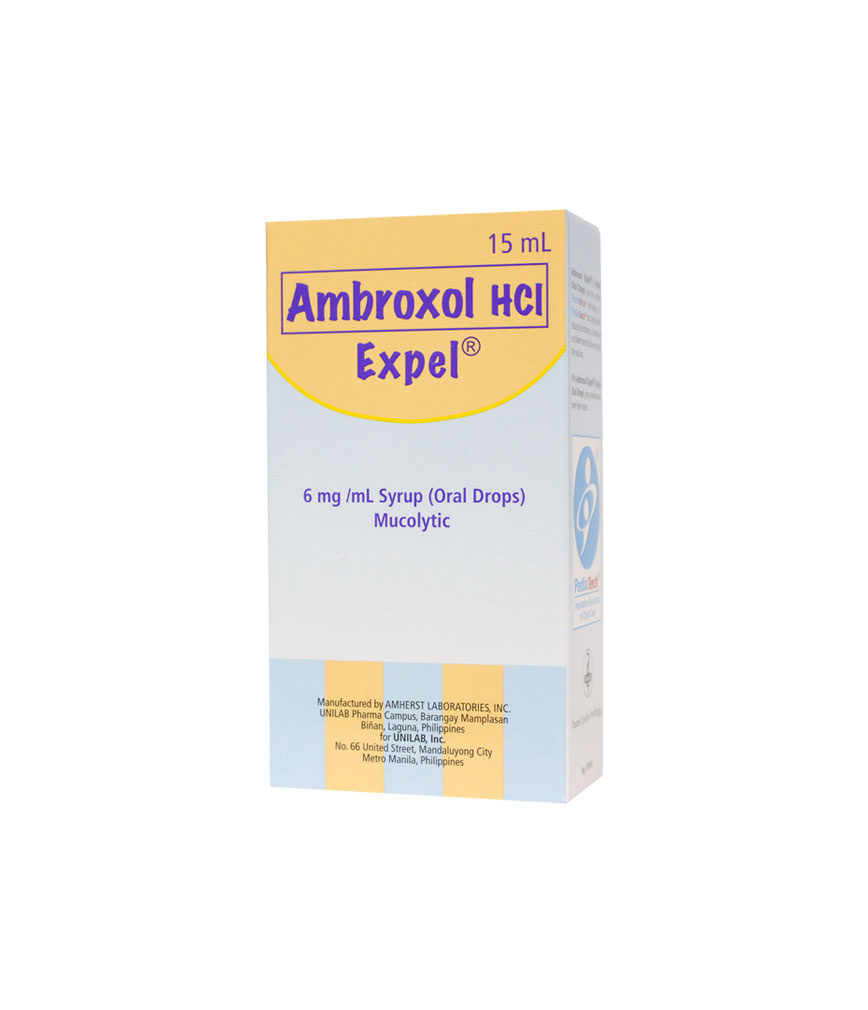 15 mL
Ambroxol HCl
Expel®
6 mg /mL Syrup (Oral Drops)
Mucolytic
Manufactured by AMHERST LABORATORIES, INC.
UNILAB Pharma Campus, Barangay Mamplasan
Biñan, Laguna, Philippines
for UNILAB, Inc.
No. 66 United Street, Mandaluyong City
Metro Manila, Philippines
PediaTech